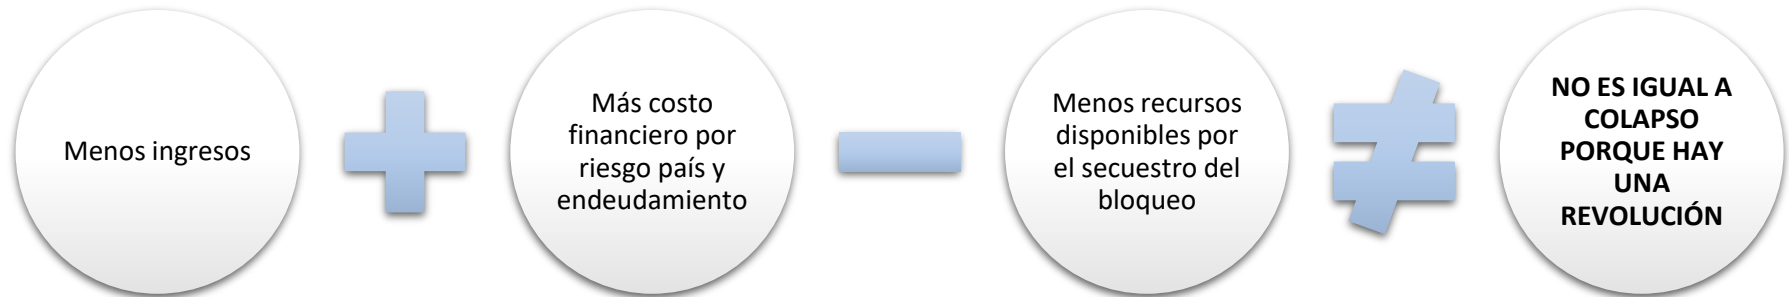 Menos ingresos
Más costo
financiero por
riesgo país y
endeudamiento
Menos recursos
disponibles por
el secuestro del
bloqueo
NO ES IGUAL A
COLAPSO
PORQUE HAY
UNA
REVOLUCIÓN